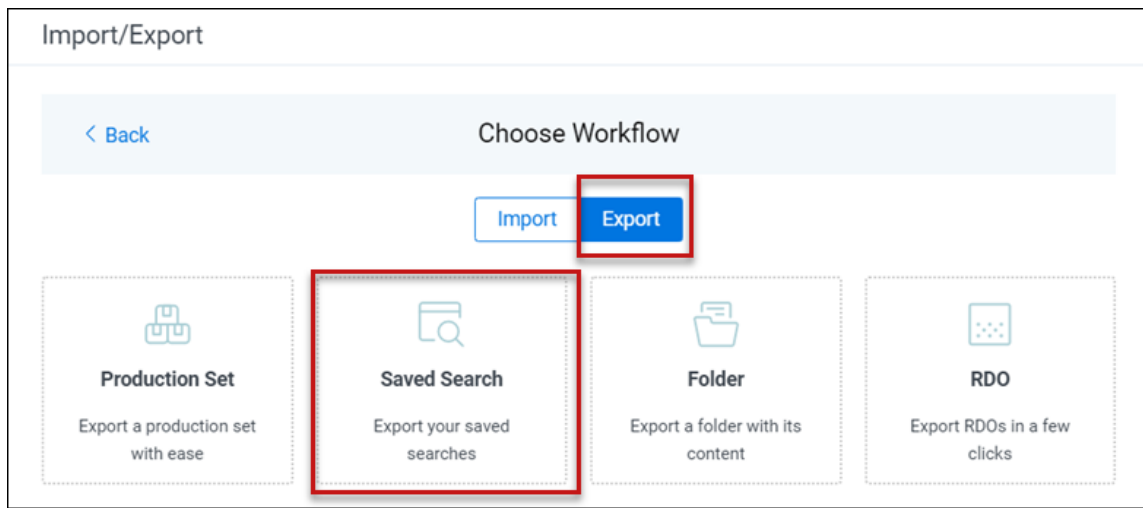 Import/Export
< Back
Choose Workflow
Import
Export
Production Set
Export a production set
with ease
Saved Search
Export your saved
searches
Folder
Export a folder with its
content
RDO
Export RDOs in a few
clicks